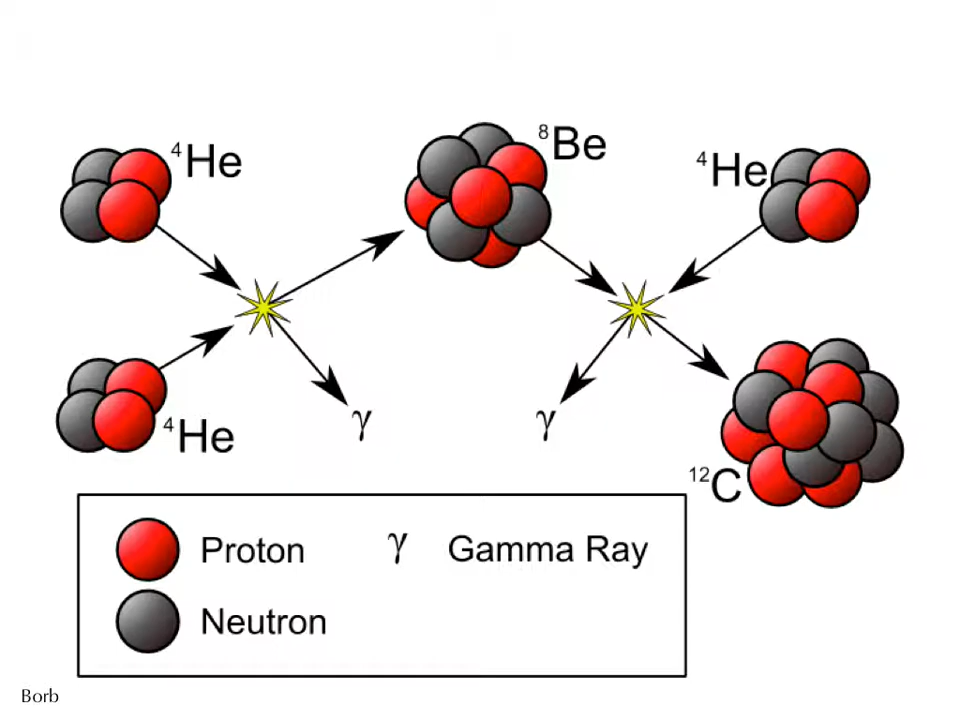 ⁴He
⁸Be
⁴He
⁴He
γ
γ
¹²C
Proton
γ
Gamma Ray
Neutron
Borb